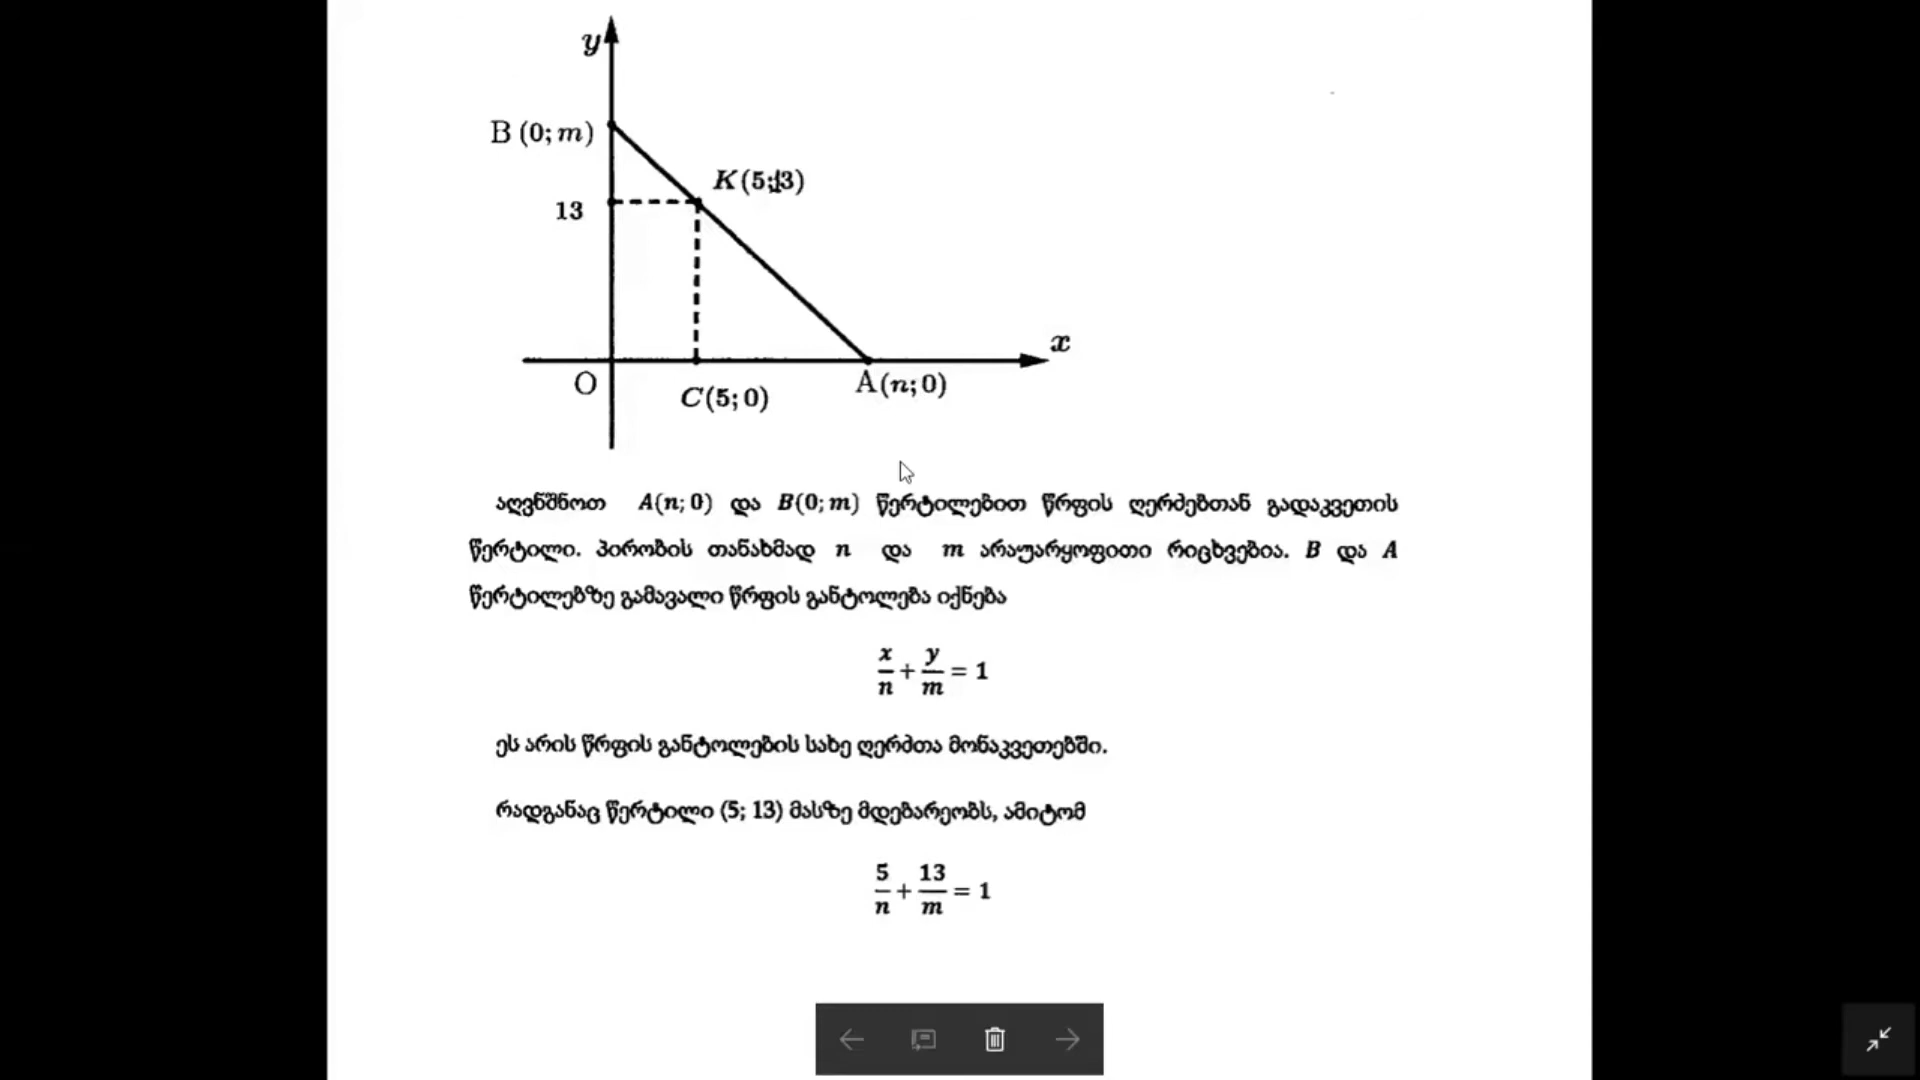 y
B (0; m)
K(5;13)
13
x
O
C(5; 0)
A(n; 0)
აღვნშნოთ A(n; 0) და B(0; m) წერტილებით წრფის ღერძებთან გადაკვეთის
წერტილი. პირობის თანახმად n და m არაუარყოფითი რიცხვებია. B და A
წერტილებზე გამავალი წრფის განტოლება იქნება
x/n + y/m = 1
ეს არის წრფის განტოლების სახე ღერძთა მონაკვეთებში.
რადგანაც წერტილი (5; 13) მასზე მდებარეობს, ამიტომ
5/n + 13/m = 1